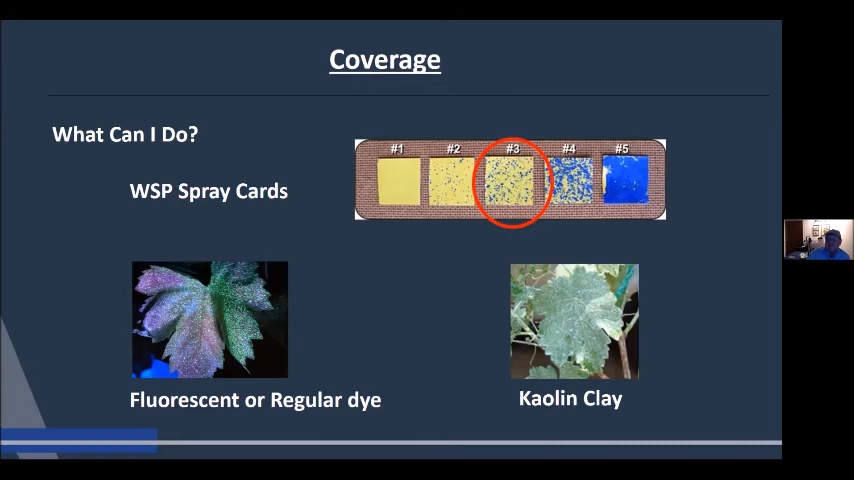 Coverage
What Can I Do?
#1 #2 #3 #4 #5
WSP Spray Cards
Fluorescent or Regular dye
Kaolin Clay